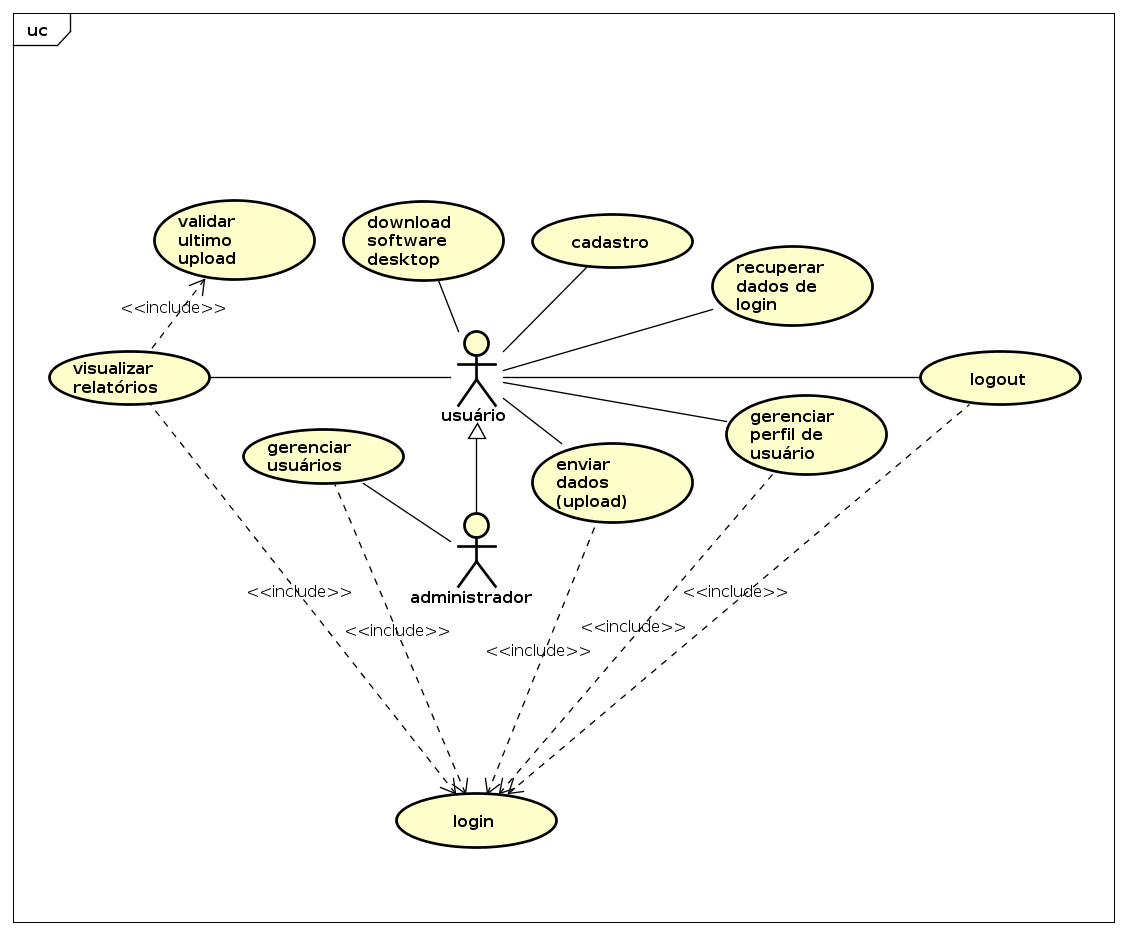 uc
validar
ultimo
upload
download
software
desktop
cadastro
recuperar
dados de
login
<<include>>
visualizar
relatórios
logout
usuário
gerenciar
perfil de
usuário
gerenciar
usuários
enviar
dados
(upload)
administrador
<<include>>
<<include>>
<<include>>
<<include>>
<<include>>
login